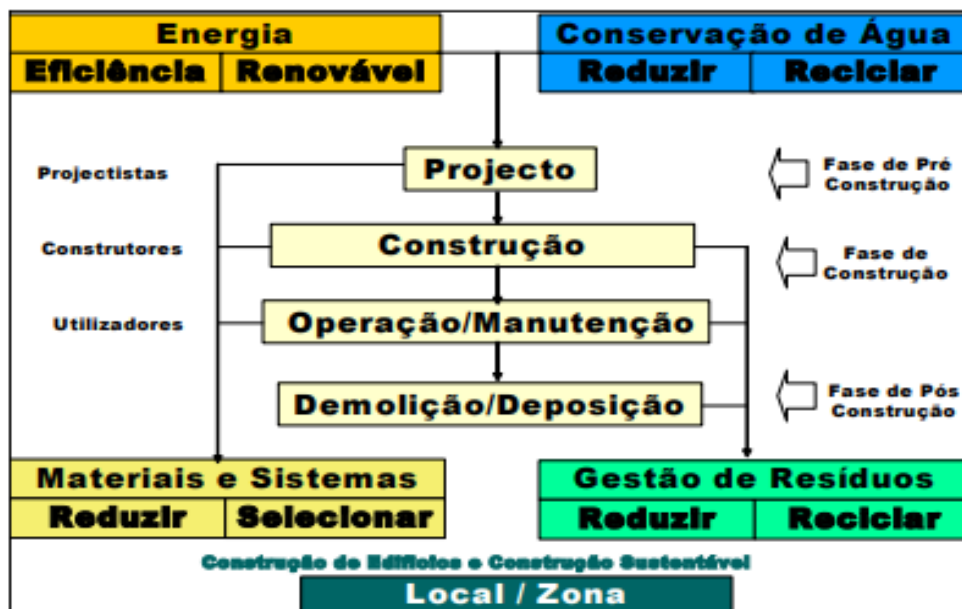 Energia
Conservação de Água
Eficiência Renovável
Reduzir Reciclar
Projectistas
Projecto
Fase de Pré
Construção
Construtores
Construção
Fase de
Construção
Utilizadores
Operação/Manutenção
Demolição/Deposição
Fase de Pós
Construção
Materiais e Sistemas
Gestão de Resíduos
Reduzir Selecionar
Reduzir Reciclar
Construção de Edifícios e Construção Sustentável
Local / Zona